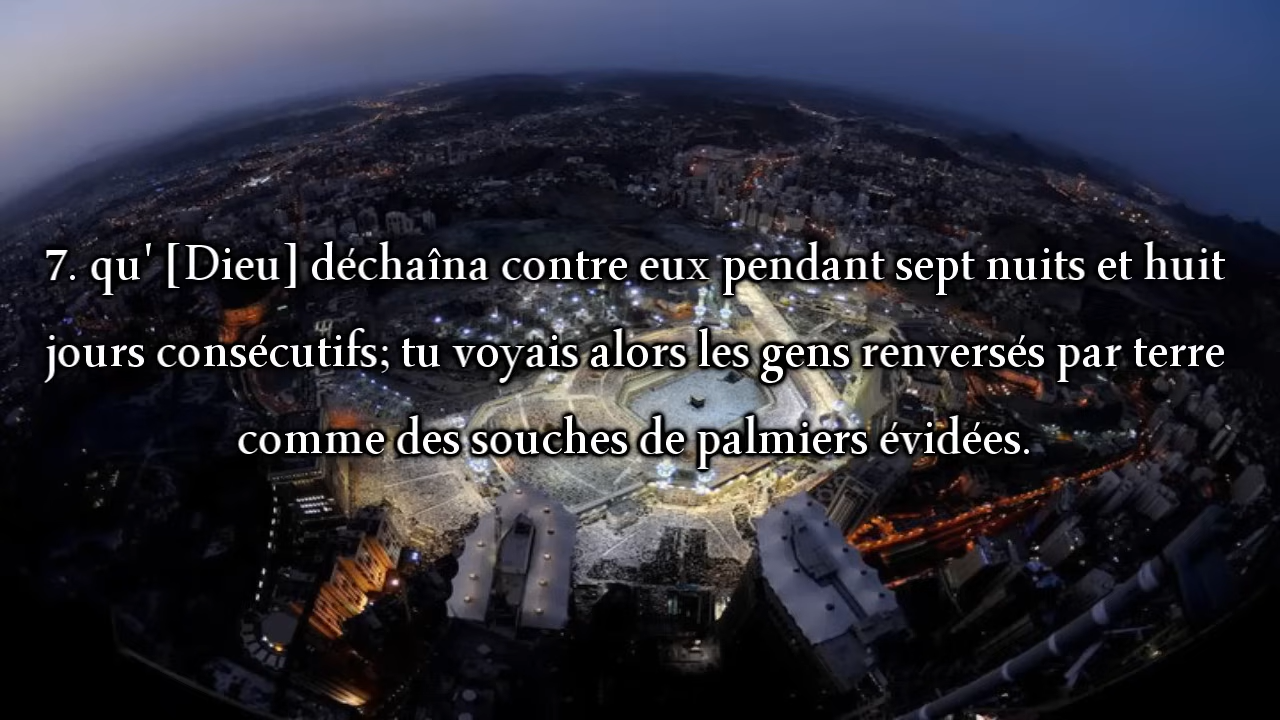 7. qu' [Dieu] déchaîna contre eux pendant sept nuits et huit
jours consécutifs; tu voyais alors les gens renversés par terre
comme des souches de palmiers évidées.